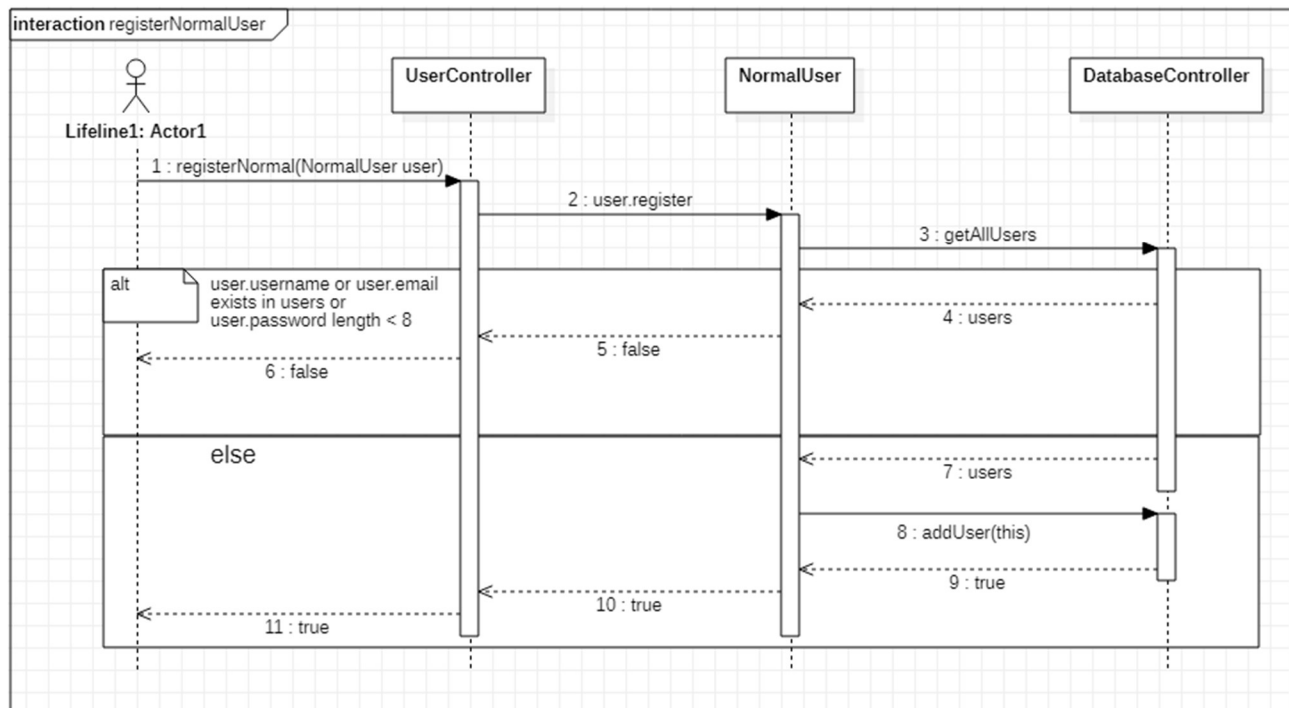 interaction registerNormalUser
UserController
NormalUser
DatabaseController
Lifeline1: Actor1
1 : registerNormal(NormalUser user)
2 : user.register
3 : getAllUsers
alt
user.username or user.email
exists in users or
user.password length < 8
4 : users
5 : false
6 : false
else
7 : users
8 : addUser(this)
9 : true
10 : true
11 : true